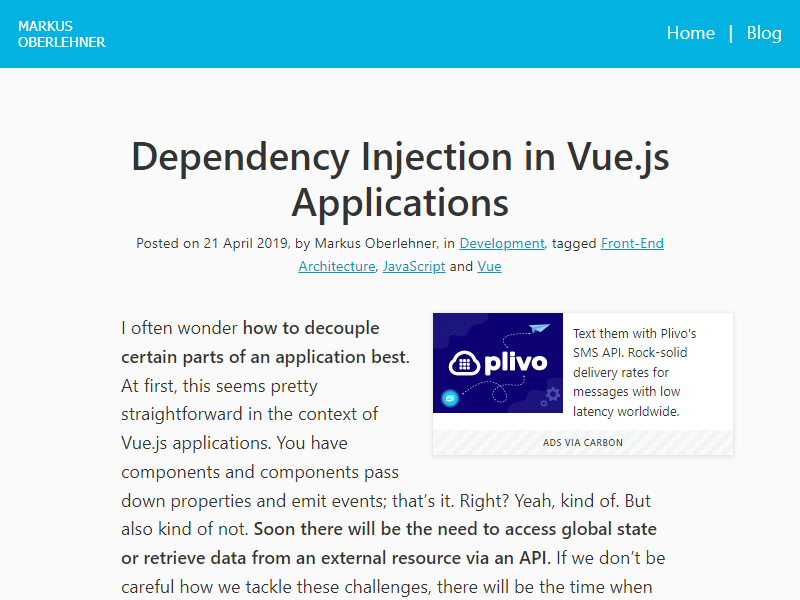 MARKUS
OBERLEHNER
Home | Blog
Dependency Injection in Vue.js
Applications
Posted on 21 April 2019, by Markus Oberlehner, in Development, tagged Front-End
Architecture, JavaScript and Vue
I often wonder how to decouple
certain parts of an application best.
At first, this seems pretty
straightforward in the context of
Vue.js applications. You have
components and components pass
down properties and emit events; that’s it. Right? Yeah, kind of. But
also kind of not. Soon there will be the need to access global state
or retrieve data from an external resource via an API. If we don’t be
careful how we tackle these challenges, there will be the time when
plivo
Text them with Plivo's
SMS API. Rock-solid
delivery rates for
messages with low
latency worldwide.
ADS VIA CARBON